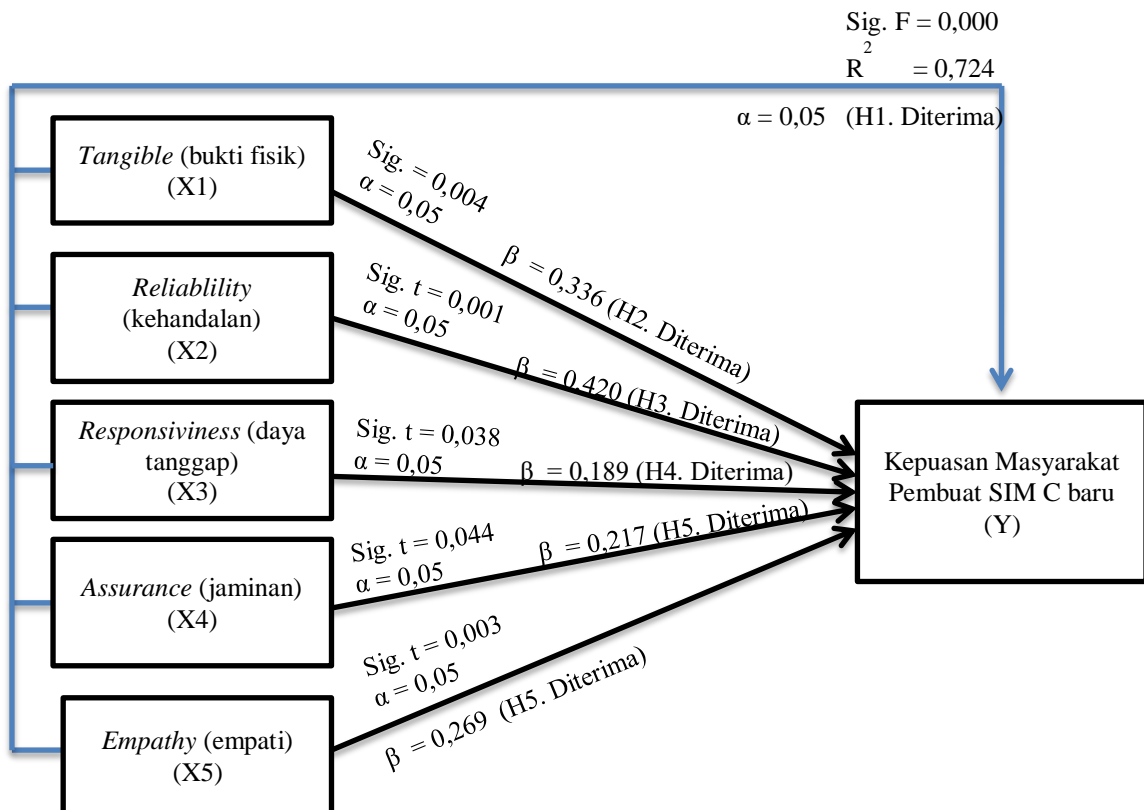 Sig. F = 0,000
R² = 0,724
α = 0,05 (H1. Diterima)
Tangible (bukti fisik)
(X1)
Sig. = 0,004
α = 0,05
β = 0,336 (H2. Diterima)
Reliablility
(kehandalan)
(X2)
Sig. t = 0,001
α = 0,05
β = 0,420 (H3. Diterima)
Responsiviness (daya
tanggap)
(X3)
Sig. t = 0,038
α = 0,05
β = 0,189 (H4. Diterima)
Kepuasan Masyarakat
Pembuat SIM C baru
(Y)
Assurance (jaminan)
(X4)
Sig. t = 0,044
α = 0,05
β = 0,217 (H5. Diterima)
Empathy (empati)
(X5)
Sig. t = 0,003
α = 0,05
β = 0,269 (H5. Diterima)